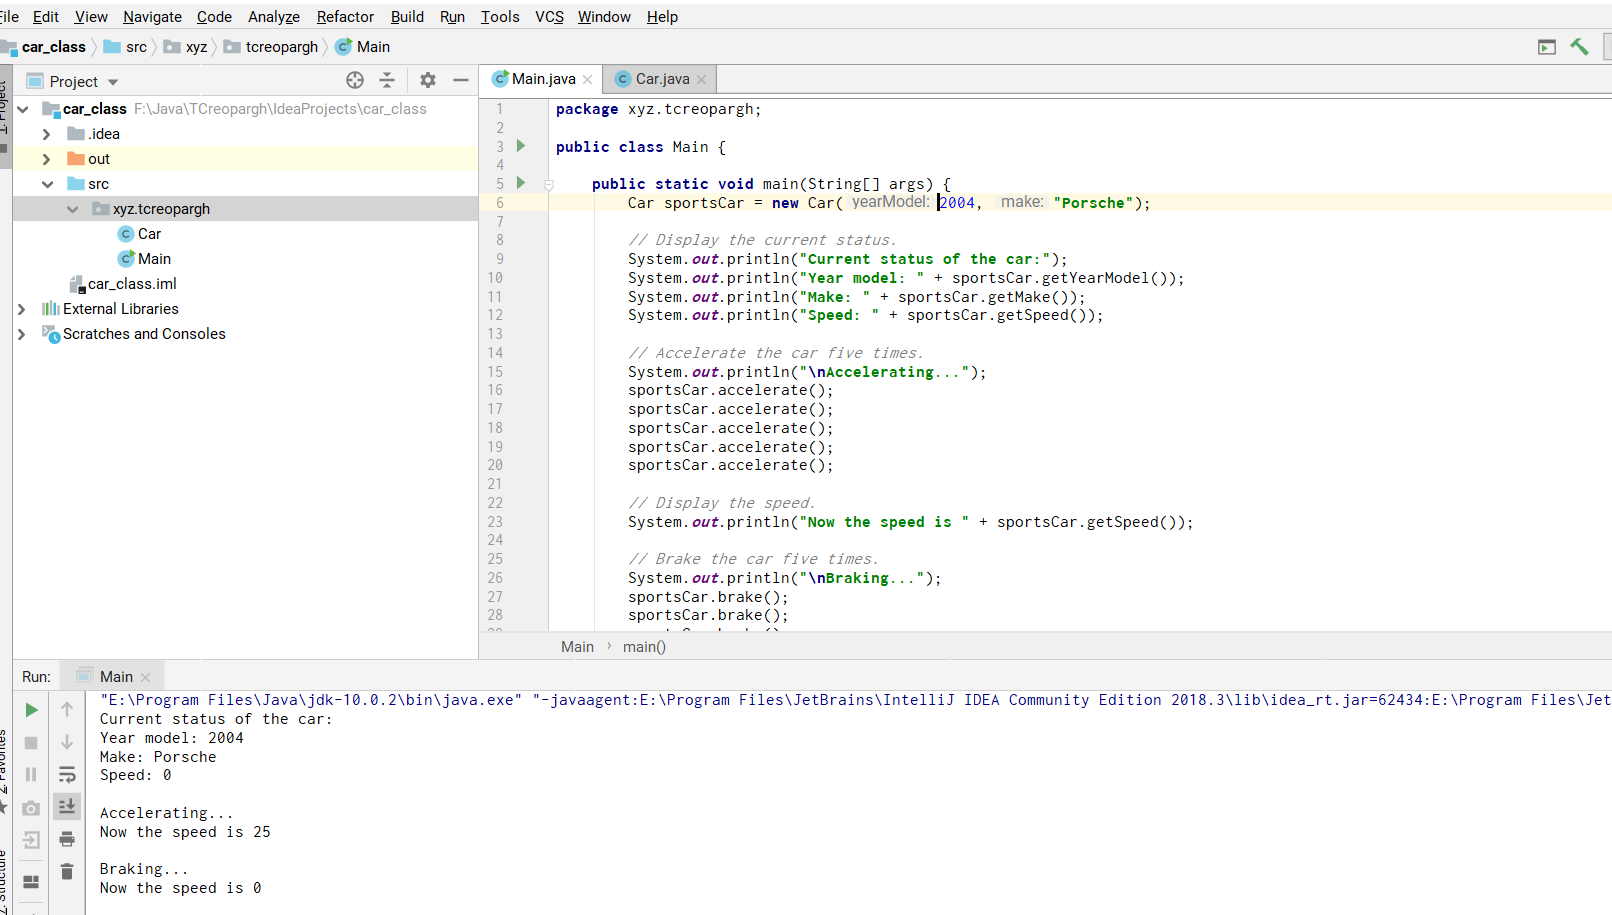 File Edit View Navigate Code Analyze Refactor Build Run Tools VCS Window Help
car_class src xyz tcreopargh Main
Project
Main.java Car.java
1: Project
car_class F:\Java\TCreopargh\IdeaProjects\car_class
.idea
out
src
xyz.tcreopargh
Car
Main
car_class.iml
External Libraries
Scratches and Consoles
1 package xyz.tcreopargh;
2
3 public class Main {
4
5 public static void main(String[] args) {
6 Car sportsCar = new Car( yearModel: 2004, make: "Porsche");
7
8 // Display the current status.
9 System.out.println("Current status of the car:");
10 System.out.println("Year model: " + sportsCar.getYearModel());
11 System.out.println("Make: " + sportsCar.getMake());
12 System.out.println("Speed: " + sportsCar.getSpeed());
13
14 // Accelerate the car five times.
15 System.out.println("\nAccelerating...");
16 sportsCar.accelerate();
17 sportsCar.accelerate();
18 sportsCar.accelerate();
19 sportsCar.accelerate();
20 sportsCar.accelerate();
21
22 // Display the speed.
23 System.out.println("Now the speed is " + sportsCar.getSpeed());
24
25 // Brake the car five times.
26 System.out.println("\nBraking...");
27 sportsCar.brake();
28 sportsCar.brake();
Main main()
Run: Main
"E:\Program Files\Java\jdk-10.0.2\bin\java.exe" "-javaagent:E:\Program Files\JetBrains\IntelliJ IDEA Community Edition 2018.3\lib\idea_rt.jar=62434:E:\Program Files\Jet
Current status of the car:
Year model: 2004
Make: Porsche
Speed: 0
Accelerating...
Now the speed is 25
Braking...
Now the speed is 0
2: Favorites
Z: Structure